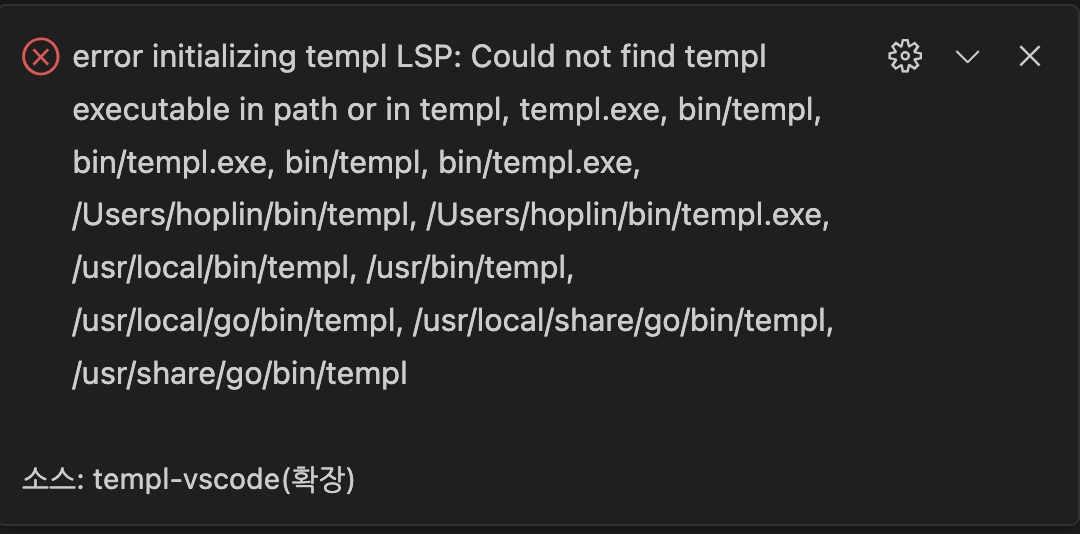 error initializing templ LSP: Could not find templ
executable in path or in templ, templ.exe, bin/templ,
bin/templ.exe, bin/templ, bin/templ.exe,
/Users/hoplin/bin/templ, /Users/hoplin/bin/templ.exe,
/usr/local/bin/templ, /usr/bin/templ,
/usr/local/go/bin/templ, /usr/local/share/go/bin/templ,
/usr/share/go/bin/templ
소스: templ-vscode(확장)